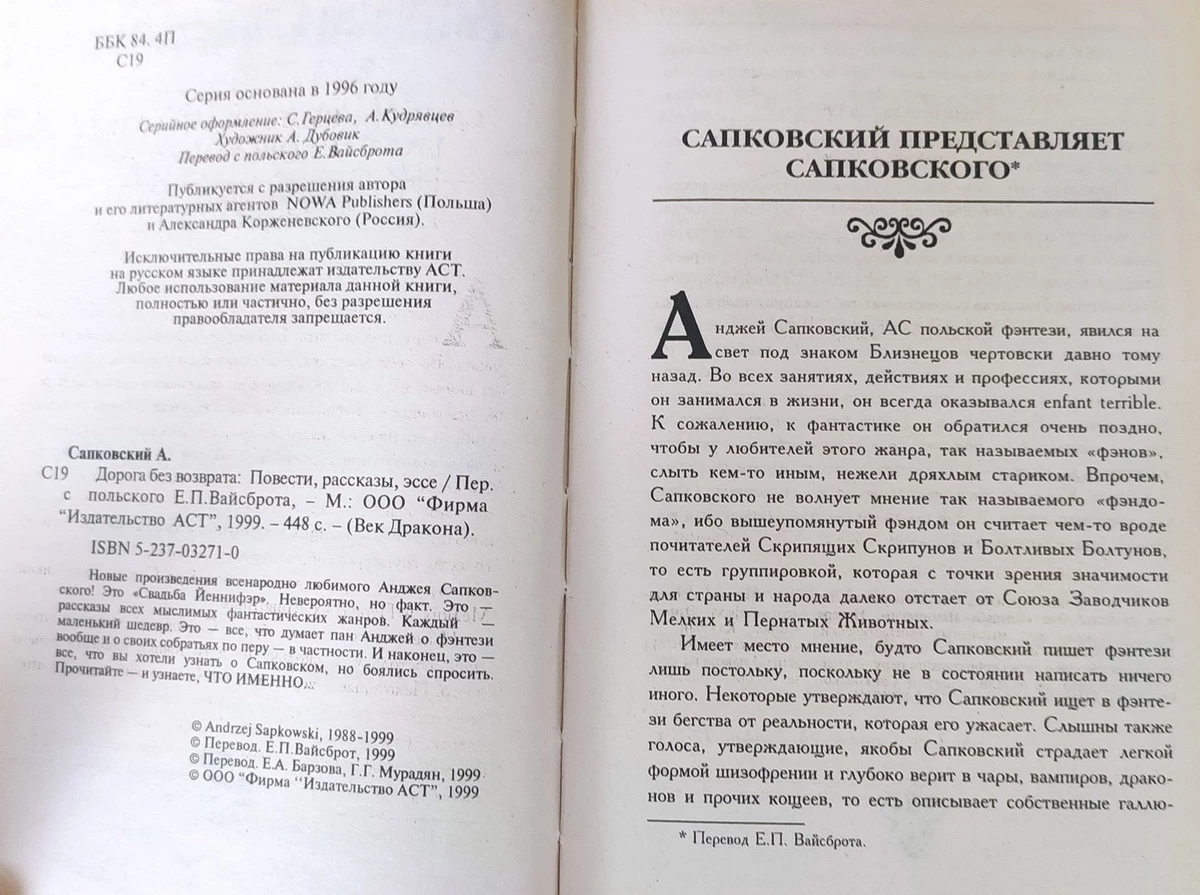 ББК 84. 4П
С19
Серия основана в 1996 году
Серийное оформление: С. Герцева, А. Кудрявцев
Художник А. Дубовик
Перевод с польского Е. Вайсброта
Публикуется с разрешения автора
и его литературных агентов NOWA Publishers (Польша)
и Александра Корженевского (Россия).
Исключительные права на публикацию книги
на русском языке принадлежат издательству АСТ.
Любое использование материала данной книги,
полностью или частично, без разрешения
правообладателя запрещается.
Сапковский А.
С19 Дорога без возврата: Повести, рассказы, эссе / Пер.
с польского Е.П.Вайсброта, – М.: ООО "Фирма
"Издательство АСТ", 1999. – 448 с. – (Век Дракона).
ISBN 5-237-03271-0
Новые произведения всенародно любимого Анджея Сапков-
ского! Это «Свадьба Йеннифэр». Невероятно, но факт. Это —
рассказы всех мыслимых фантастических жанров. Каждый —
маленький шедевр. Это — все, что думает пан Анджей о фэнтези
вообще и о своих собратьях по перу — в частности. И наконец, это —
все, что вы хотели узнать о Сапковском, но боялись спросить.
Прочитайте — и узнаете, ЧТО ИМЕННО...
© Andrzej Sapkowski, 1988-1999
© Перевод. Е.П.Вайсброт, 1999
© Перевод. Е.А. Барзова, Г.Г. Мурадян, 1999
© ООО "Фирма "Издательство АСТ", 1999
САПКОВСКИЙ ПРЕДСТАВЛЯЕТ
САПКОВСКОГО*
Анджей Сапковский, АС польской фэнтези, явился на
свет под знаком Близнецов чертовски давно тому
назад. Во всех занятиях, действиях и профессиях, которыми
он занимался в жизни, он всегда оказывался enfant terrible.
К сожалению, к фантастике он обратился очень поздно,
чтобы у любителей этого жанра, так называемых «фэнов»,
слыть кем-то иным, нежели дряхлым стариком. Впрочем,
Сапковского не волнует мнение так называемого «фэндо-
ма», ибо вышеупомянутый фэндом он считает чем-то вроде
почитателей Скрипящих Скрипунов и Болтливых Болтунов,
то есть группировкой, которая с точки зрения значимости
для страны и народа далеко отстает от Союза Заводчиков
Мелких и Пернатых Животных.
Имеет место мнение, будто Сапковский пишет фэнтези
лишь постольку, поскольку не в состоянии написать ничего
иного. Некоторые утверждают, что Сапковский ищет в фэнте-
зи бегства от реальности, которая его ужасает. Слышны также
голоса, утверждающие, якобы Сапковский страдает легкой
формой шизофрении и глубоко верит в чары, вампиров, драко-
нов и прочих кощеев, то есть описывает собственные галлю-
* Перевод Е.П. Вайсброта.